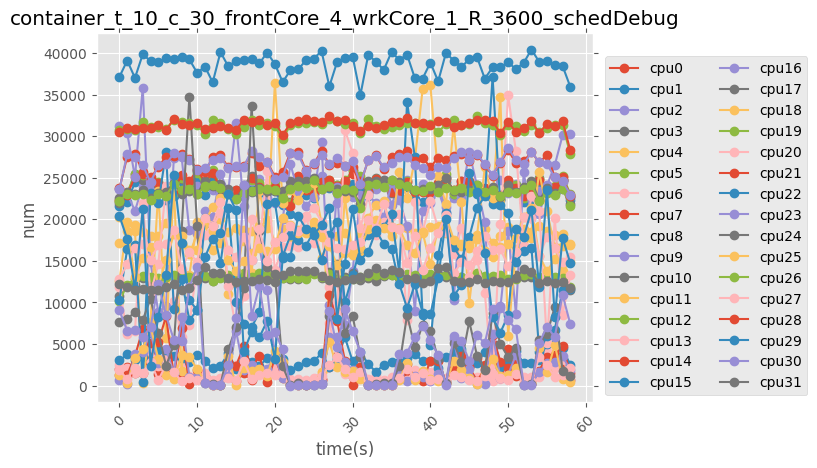 container_t_10_c_30_frontCore_4_wrkCore_1_R_3600_schedDebug
40000
35000
30000
25000
20000
15000
10000
5000
0
num
0 10 20 30 40 50 60
time(s)
cpu0 cpu16
cpu1 cpu17
cpu2 cpu18
cpu3 cpu19
cpu4 cpu20
cpu5 cpu21
cpu6 cpu22
cpu7 cpu23
cpu8 cpu24
cpu9 cpu25
cpu10 cpu26
cpu11 cpu27
cpu12 cpu28
cpu13 cpu29
cpu14 cpu30
cpu15 cpu31